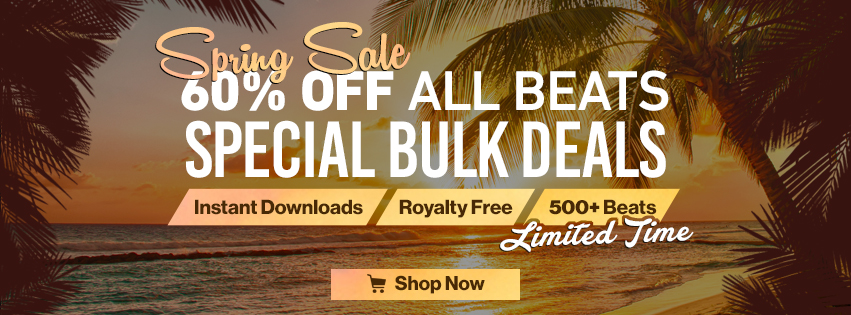 Spring Sale
60% OFF ALL BEATS
SPECIAL BULK DEALS
Instant Downloads Royalty Free 500+ Beats
Limited Time
Shop Now